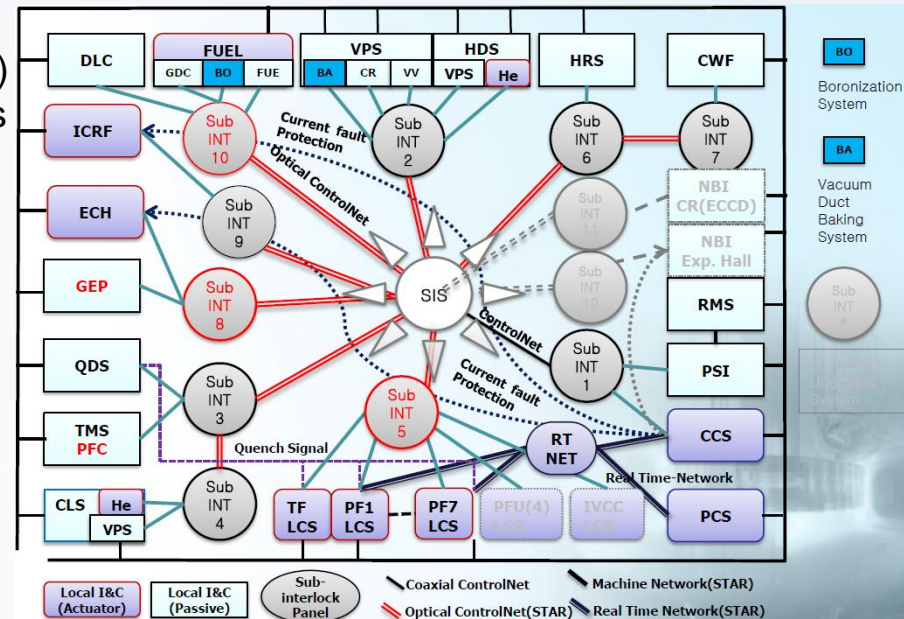 )
s
DLC
FUEL
GDC BO FUE
VPS
BA CR VV
HDS
VPS He
HRS
CWF
BO
Boronization
System
BA
Vacuum
Duct
Baking
System
ICRF
Sub
INT
10
Current fault
Protection
Optical ControlNet
Sub
INT
2
Sub
INT
6
Sub
INT
7
Sub
INT
11
NBI
CR(ECCD)
ECH
Sub
INT
9
NBI
Exp. Hall
Sub
INT
12
SIS
GEP
Sub
INT
8
RMS
ControlNet
Sub
INT
QDS
Sub
INT
3
Sub
INT
1
PSI
Current fault
Protection
Sub
INT
5
TMS
PFC
Quench Signal
RT
NET
CCS
Real Time-Network
CLS
He
VPS
Sub
INT
4
TF
LCS
PF1
LCS
PF7
LCS
PFU(4)
LCS
IVCC
LCS
PCS
Upgraded
System
Local I&C
(Actuator)
Local I&C
(Passive)
Sub-
interlock
Panel
Coaxial ControlNet
Optical ControlNet(STAR)
Machine Network(STAR)
Real Time Network(STAR)